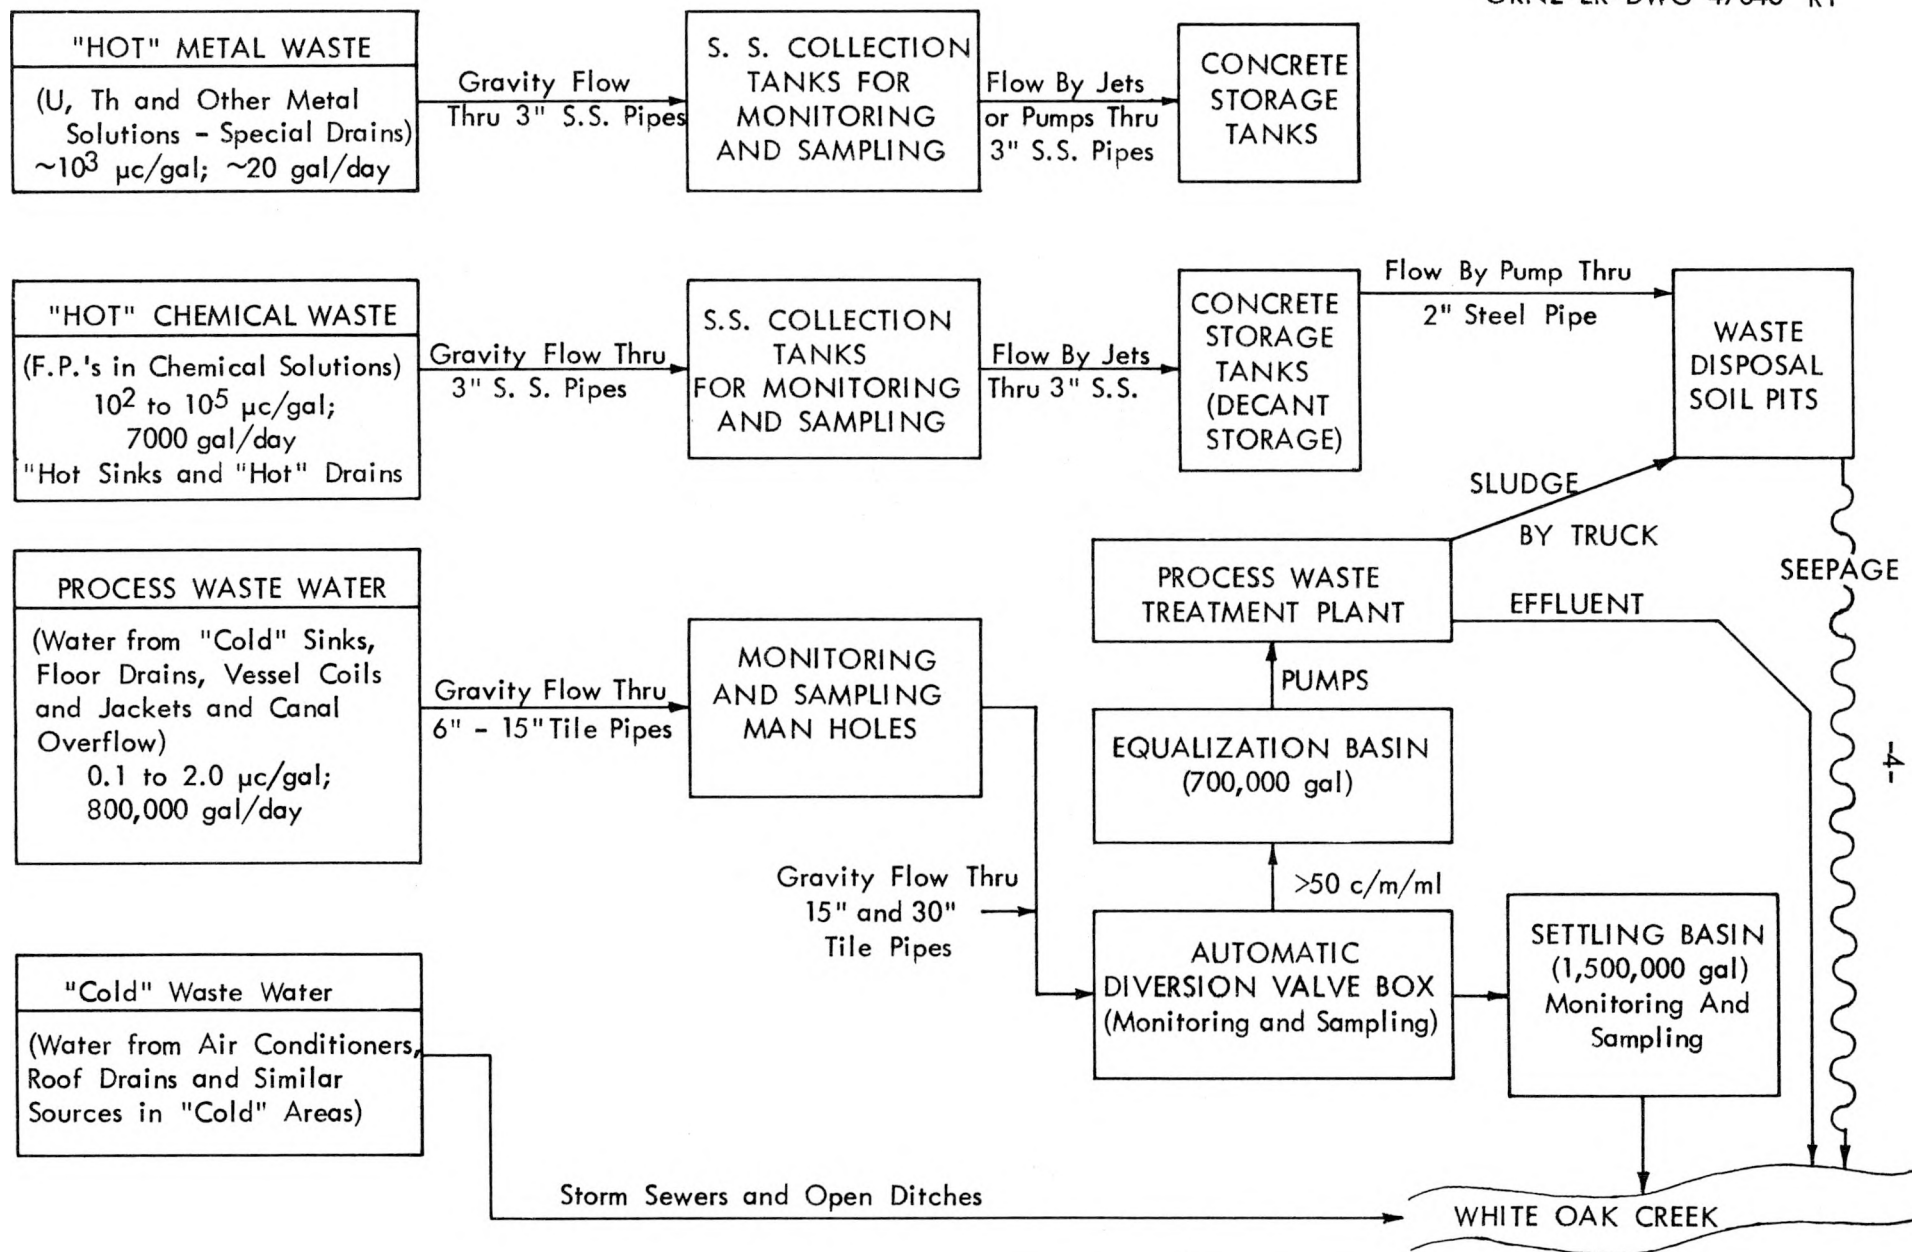 "HOT" METAL WASTE
(U, Th and Other Metal
Solutions - Special Drains)
~10³ µc/gal; ~20 gal/day
Gravity Flow
Thru 3" S.S. Pipes
S. S. COLLECTION
TANKS FOR
MONITORING
AND SAMPLING
Flow By Jets
or Pumps Thru
3" S.S. Pipes
CONCRETE
STORAGE
TANKS
"HOT" CHEMICAL WASTE
(F.P.'s in Chemical Solutions)
10² to 10⁵ µc/gal;
7000 gal/day
"Hot Sinks and "Hot" Drains
Gravity Flow Thru
3" S. S. Pipes
S.S. COLLECTION
TANKS
FOR MONITORING
AND SAMPLING
Flow By Jets
Thru 3" S.S.
CONCRETE
STORAGE
TANKS
(DECANT
STORAGE)
Flow By Pump Thru
2" Steel Pipe
WASTE
DISPOSAL
SOIL PITS
SLUDGE
BY TRUCK
SEEPAGE
PROCESS WASTE WATER
(Water from "Cold" Sinks,
Floor Drains, Vessel Coils
and Jackets and Canal
Overflow)
0.1 to 2.0 µc/gal;
800,000 gal/day
Gravity Flow Thru
6" - 15" Tile Pipes
MONITORING
AND SAMPLING
MAN HOLES
PROCESS WASTE
TREATMENT PLANT
EFFLUENT
PUMPS
EQUALIZATION BASIN
(700,000 gal)
>50 c/m/ml
Gravity Flow Thru
15" and 30"
Tile Pipes
AUTOMATIC
DIVERSION VALVE BOX
(Monitoring and Sampling)
SETTLING BASIN
(1,500,000 gal)
Monitoring And
Sampling
-4-
"Cold" Waste Water
(Water from Air Conditioners,
Roof Drains and Similar
Sources in "Cold" Areas)
Storm Sewers and Open Ditches
WHITE OAK CREEK